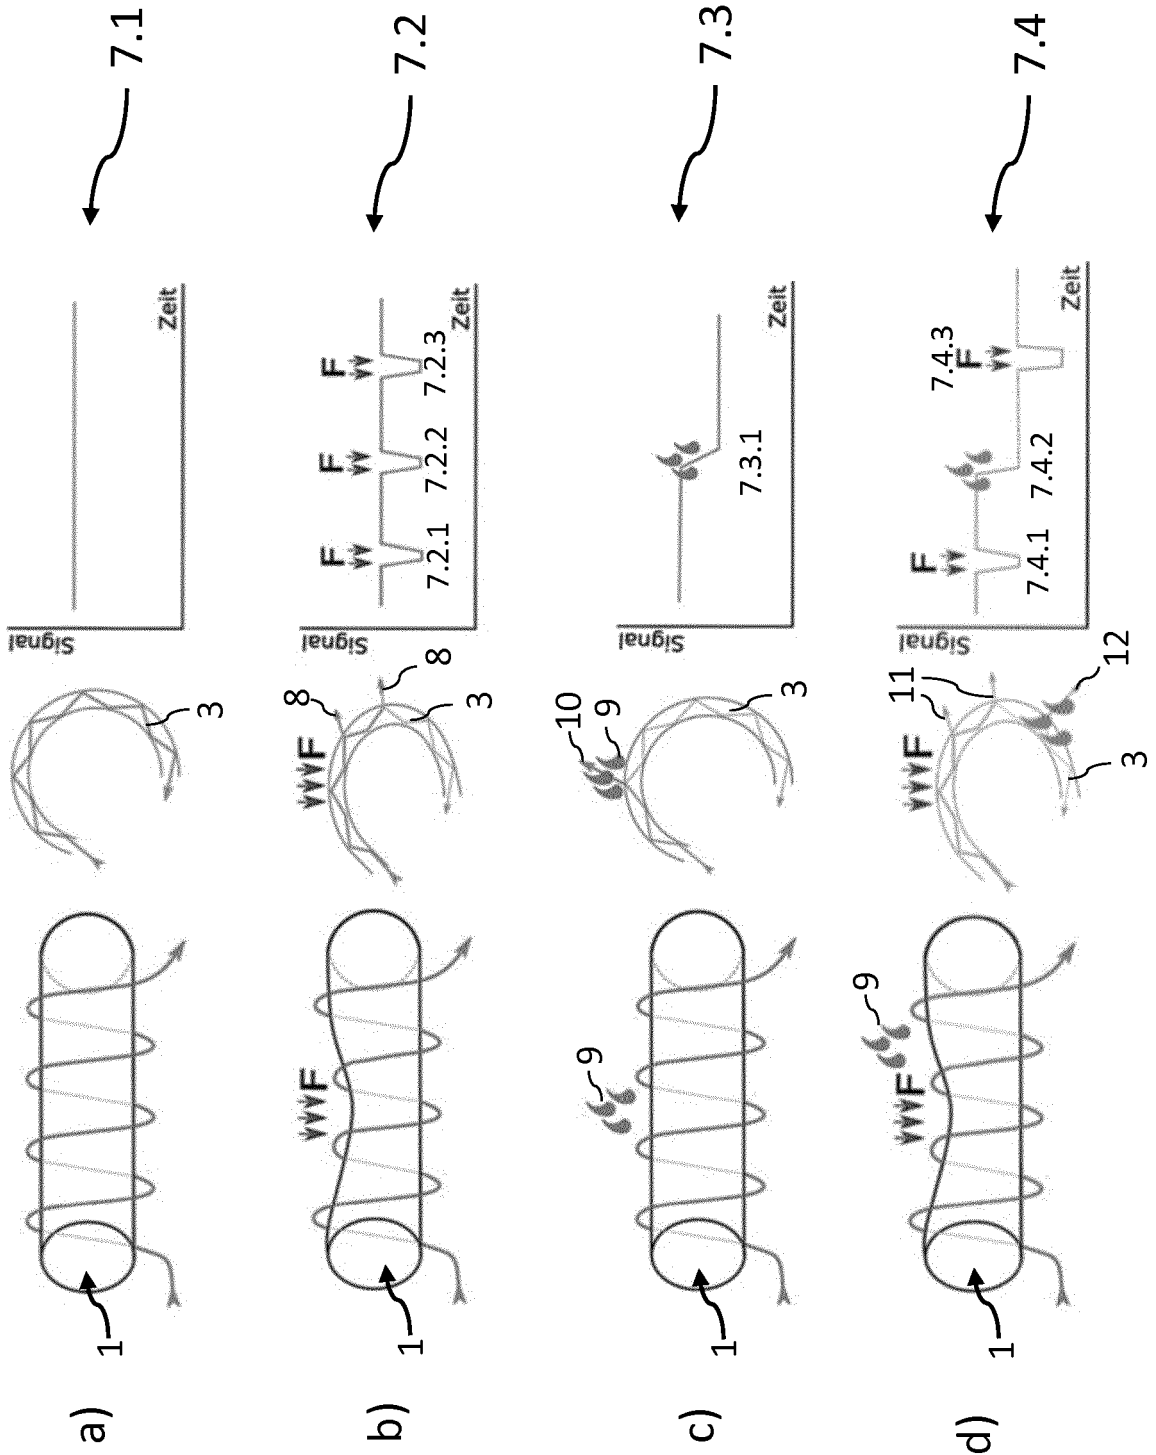 a)
1
3
Signal
Zeit
7.1
b)
1
F
F
8
8
3
Signal
F
F
F
7.2.1
7.2.2
7.2.3
Zeit
7.2
c)
1
9
10
9
3
Signal
7.3.1
Zeit
7.3
d)
1
F
9
F
11
12
3
Signal
F
7.4.1
7.4.2
7.4.3
F
Zeit
7.4